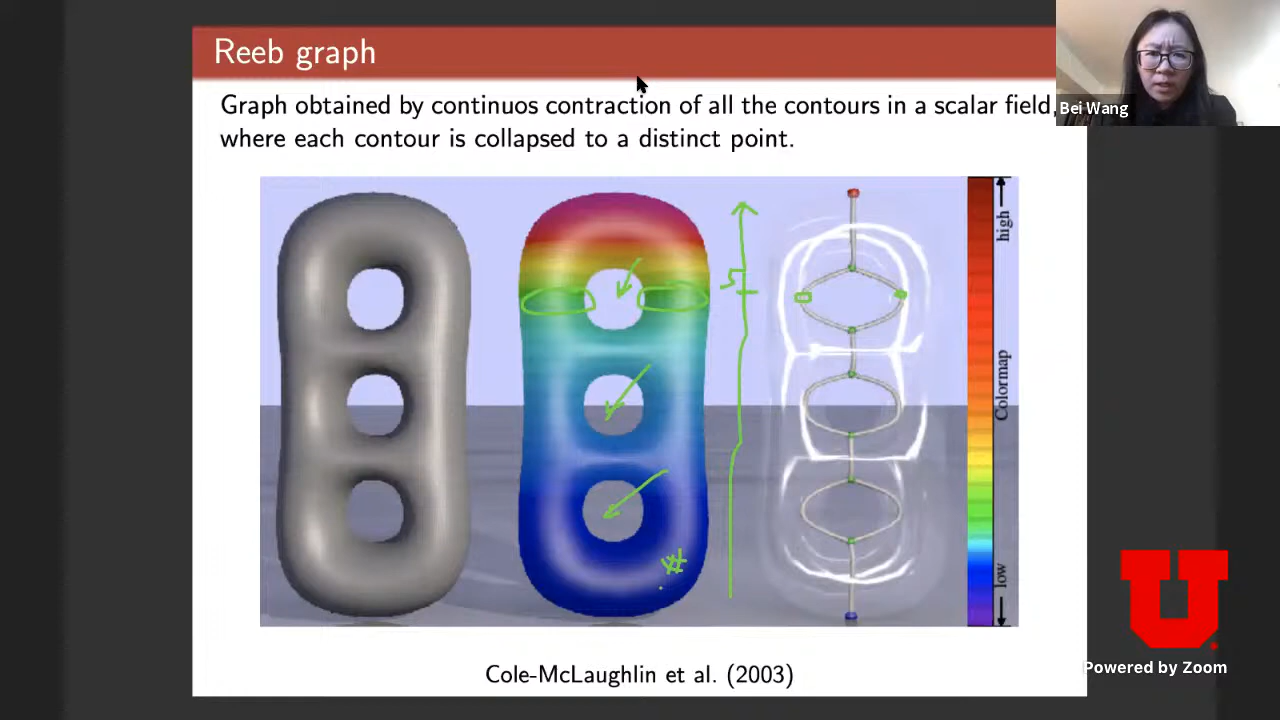 Reeb graph
Graph obtained by continuos contraction of all the contours in a scalar field,
where each contour is collapsed to a distinct point.
Bei Wang
high
Colormap
low
Cole-McLaughlin et al. (2003)
U
Powered by Zoom